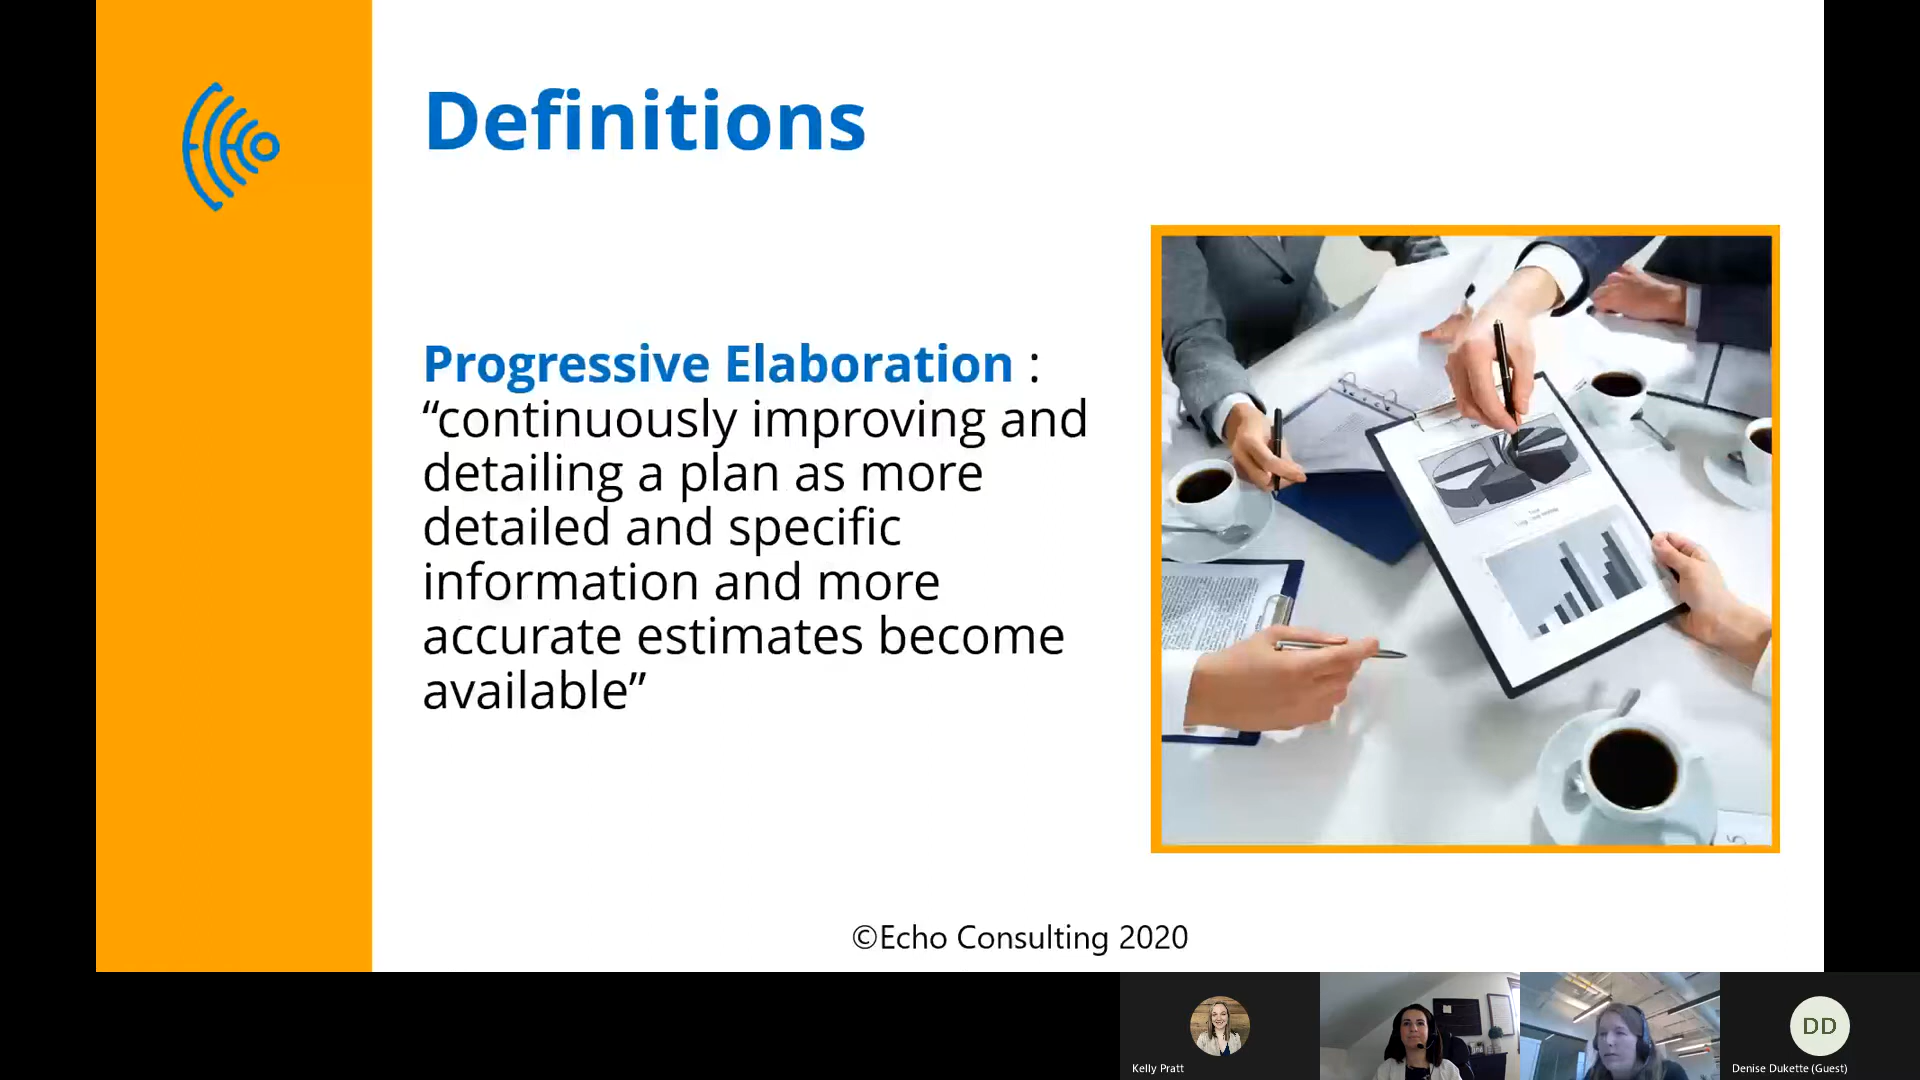 ECHO
Definitions
Progressive Elaboration :
“continuously improving and
detailing a plan as more
detailed and specific
information and more
accurate estimates become
available”
©Echo Consulting 2020
Kelly Pratt
DD
Denise Dukette (Guest)